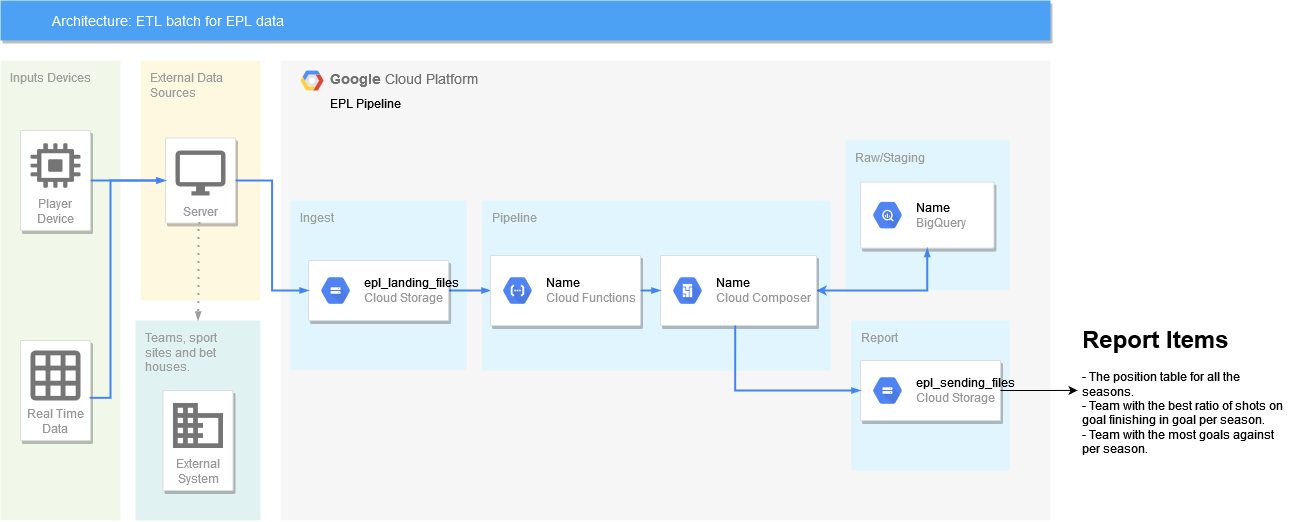 Architecture: ETL batch for EPL data
Inputs Devices
External Data
Sources
Google Cloud Platform
EPL Pipeline
Player
Device
Server
Real Time
Data
Teams, sport
sites and bet
houses.
External
System
Ingest
epl_landing_files
Cloud Storage
Pipeline
Name
Cloud Functions
Name
Cloud Composer
Raw/Staging
Name
BigQuery
Report
epl_sending_files
Cloud Storage
Report Items
- The position table for all the
seasons.
- Team with the best ratio of shots on
goal finishing in goal per season.
- Team with the most goals against
per season.